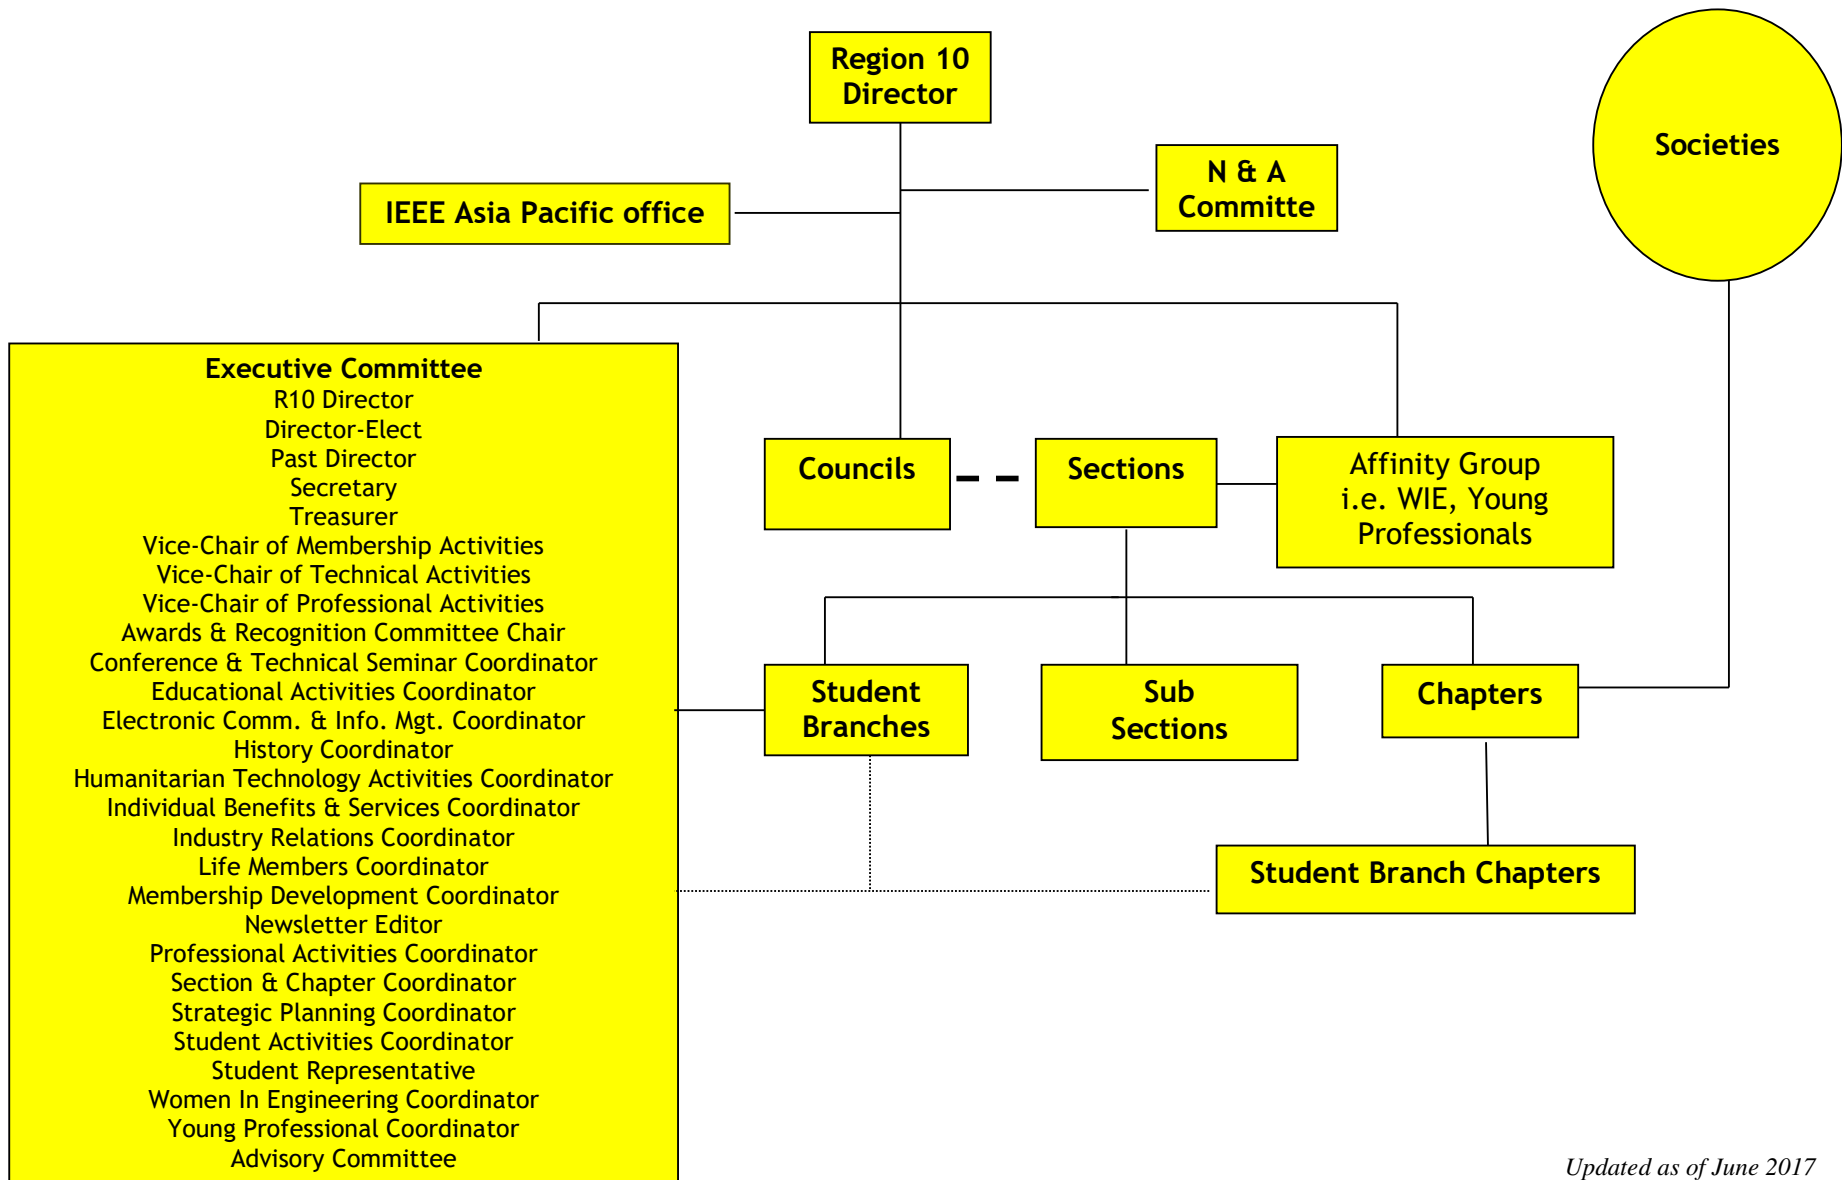 Region 10
Director
Societies
N & A
Committe
IEEE Asia Pacific office
Executive Committee
R10 Director
Director-Elect
Past Director
Secretary
Treasurer
Vice-Chair of Membership Activities
Vice-Chair of Technical Activities
Vice-Chair of Professional Activities
Awards & Recognition Committee Chair
Conference & Technical Seminar Coordinator
Educational Activities Coordinator
Electronic Comm. & Info. Mgt. Coordinator
History Coordinator
Humanitarian Technology Activities Coordinator
Individual Benefits & Services Coordinator
Industry Relations Coordinator
Life Members Coordinator
Membership Development Coordinator
Newsletter Editor
Professional Activities Coordinator
Section & Chapter Coordinator
Strategic Planning Coordinator
Student Activities Coordinator
Student Representative
Women In Engineering Coordinator
Young Professional Coordinator
Advisory Committee
Councils
Sections
Affinity Group
i.e. WIE, Young
Professionals
Student
Branches
Sub
Sections
Chapters
Student Branch Chapters
Updated as of June 2017